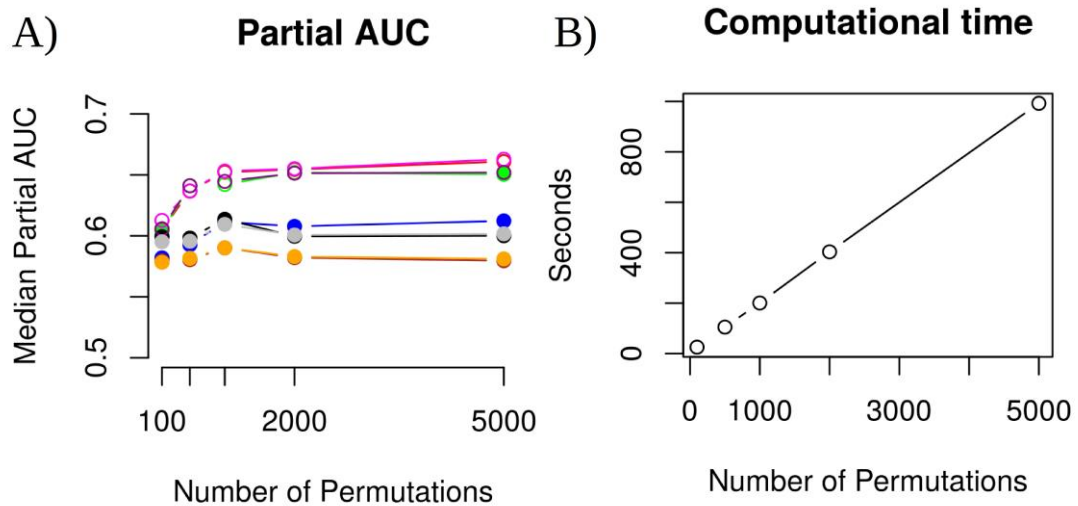 A)
Partial AUC
Median Partial AUC
0.7
0.6
0.5
100
2000
5000
Number of Permutations
B)
Computational time
Seconds
800
400
0
0
1000
3000
5000
Number of Permutations